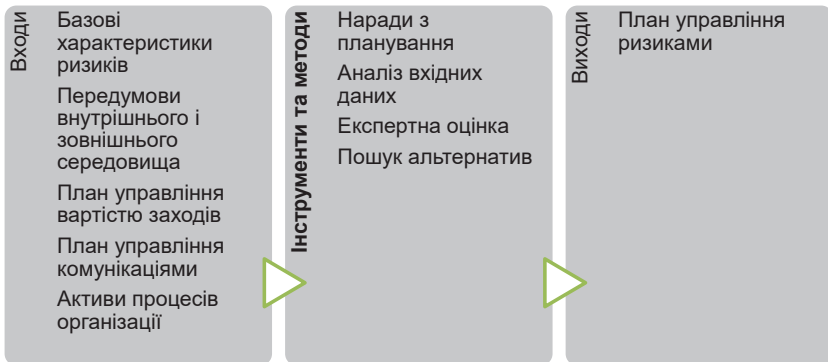 Входи
Базові
характеристики
ризиків
Передумови
внутрішнього і
зовнішнього
середовища
План управління
вартістю заходів
План управління
комунікаціями
Активи процесів
організації
Інструменти та методи
Наради з
планування
Аналіз вхідних
даних
Експертна оцінка
Пошук альтернатив
Виходи
План управління
ризиками